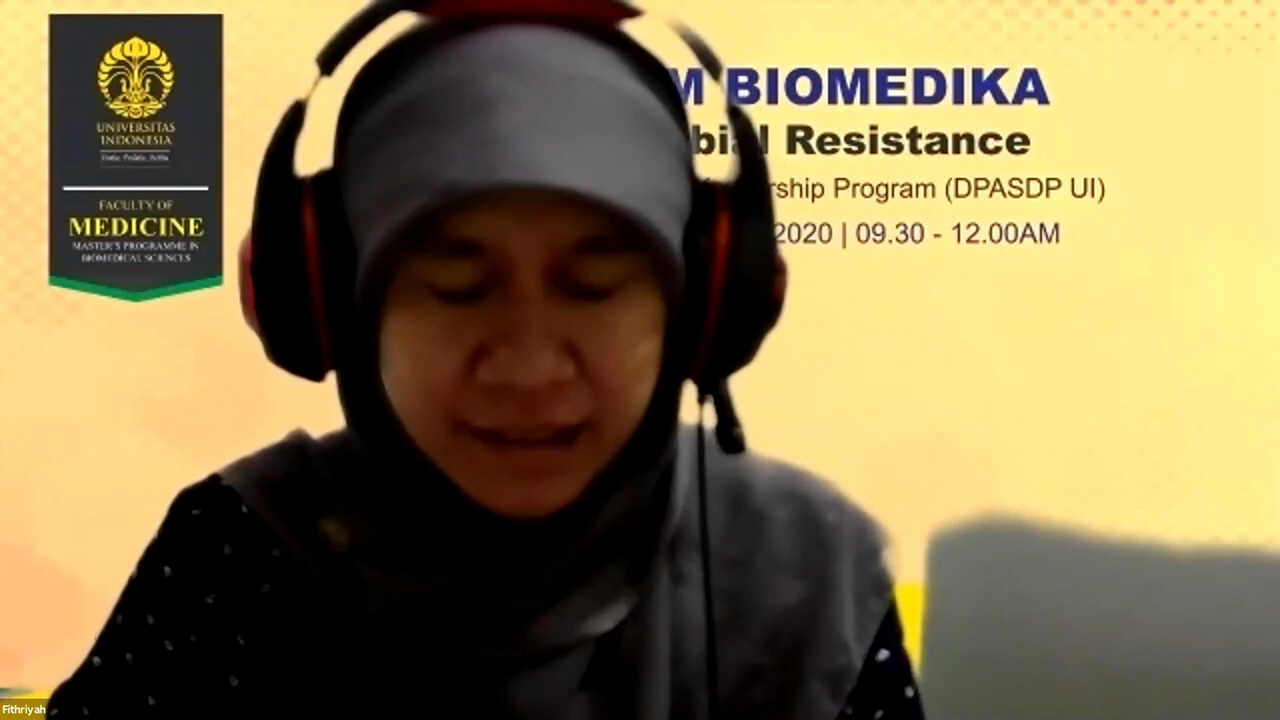 UNIVERSITAS
INDONESIA
FACULTY OF
MEDICINE
MASTER'S PROGRAMME IN
BIOMEDICAL SCIENCES
M BIOMEDIKA
bial Resistance
rship Program (DPASDP UI)
2020 | 09.30 - 12.00AM
Fithriyah